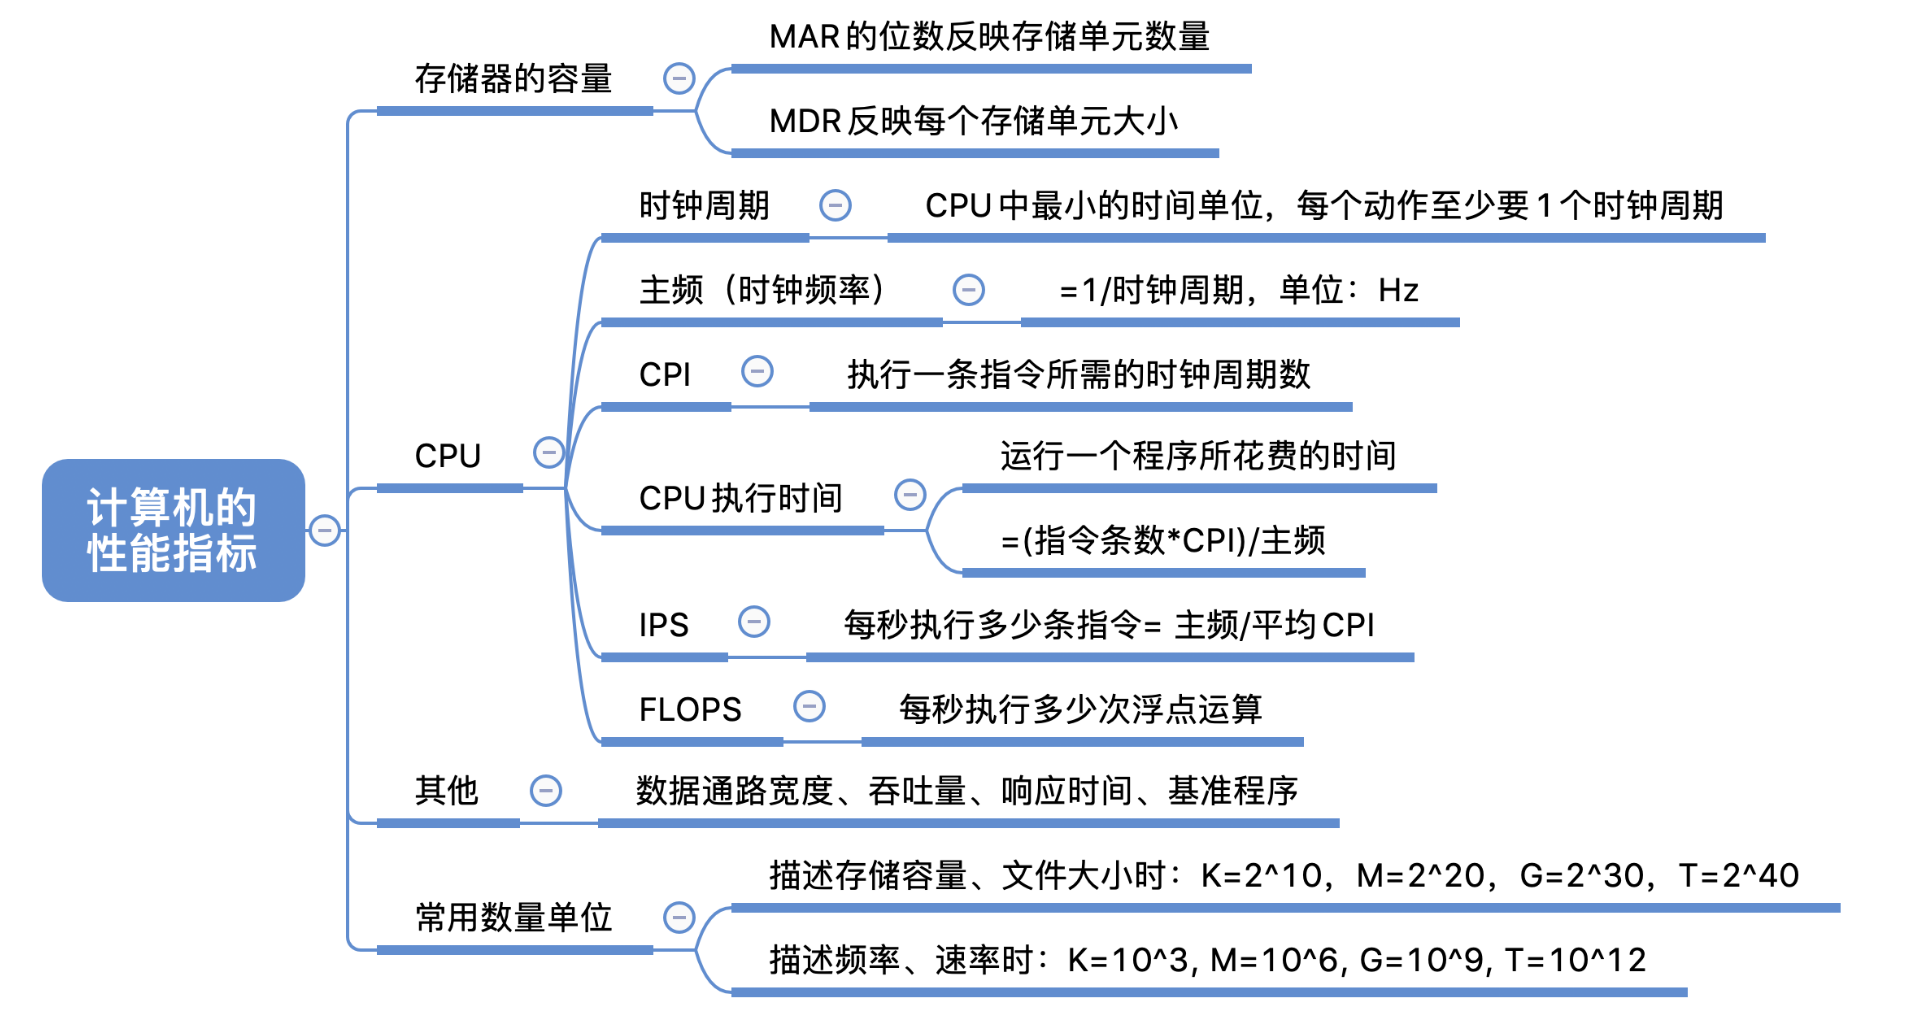 计算机的
性能指标
存储器的容量
MAR的位数反映存储单元数量
MDR反映每个存储单元大小
CPU
时钟周期
CPU中最小的时间单位，每个动作至少要1个时钟周期
主频（时钟频率）
=1/时钟周期，单位：Hz
CPI
执行一条指令所需的时钟周期数
CPU执行时间
运行一个程序所花费的时间
=(指令条数*CPI)/主频
IPS
每秒执行多少条指令= 主频/平均CPI
FLOPS
每秒执行多少次浮点运算
其他
数据通路宽度、吞吐量、响应时间、基准程序
常用数量单位
描述存储容量、文件大小时：K=2^10，M=2^20，G=2^30，T=2^40
描述频率、速率时：K=10^3, M=10^6, G=10^9, T=10^12